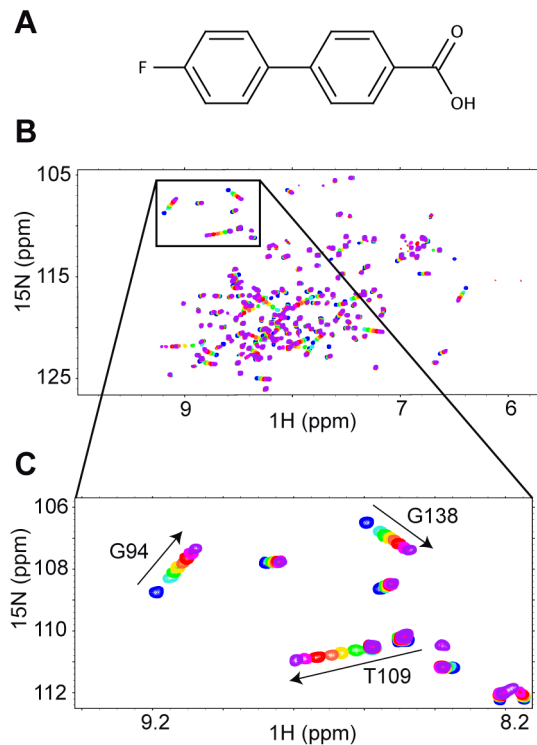 A
F
O
OH
B
105
115
125
15N (ppm)
9
7
6
1H (ppm)
C
106
108
110
112
15N (ppm)
G94
G138
T109
9.2
8.2
1H (ppm)